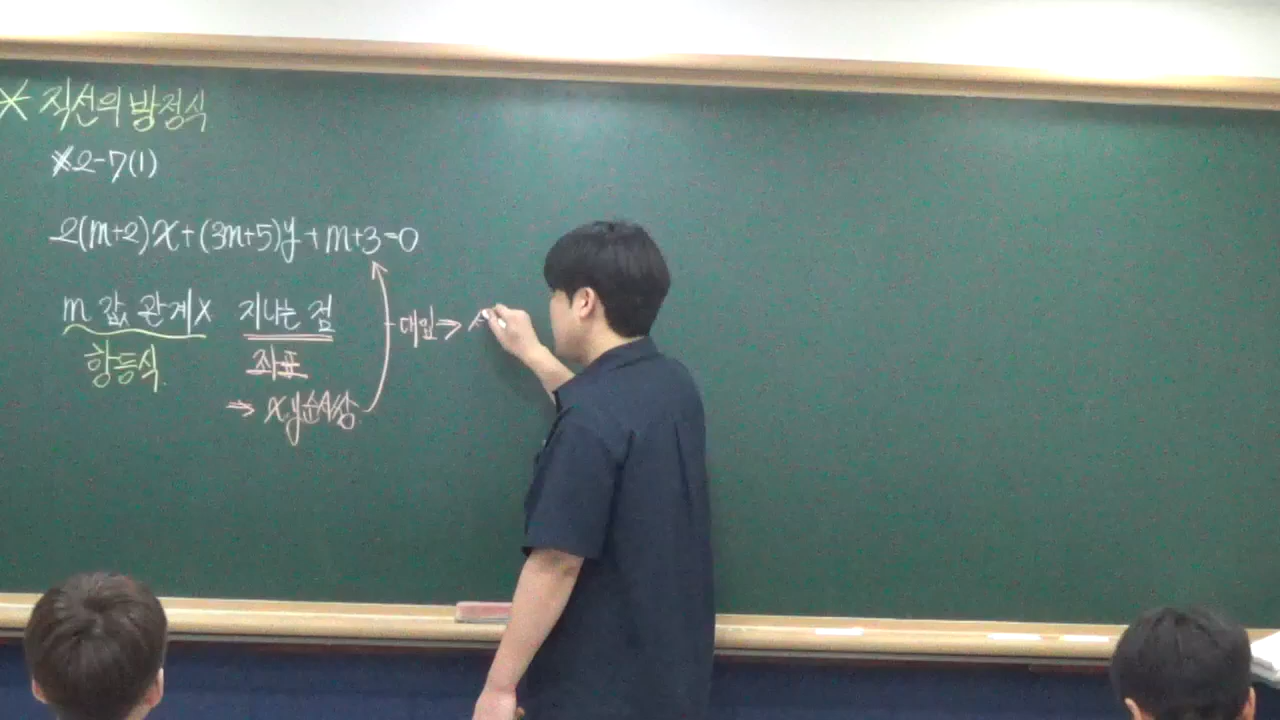 * 직선의 방정식
*2-7(1)
2(m+2)x+(3m+5)y+m+3=0
m 값 관계x 지나는 점
항등식 좌표
대입 ⇒
⇒ x,y순서쌍